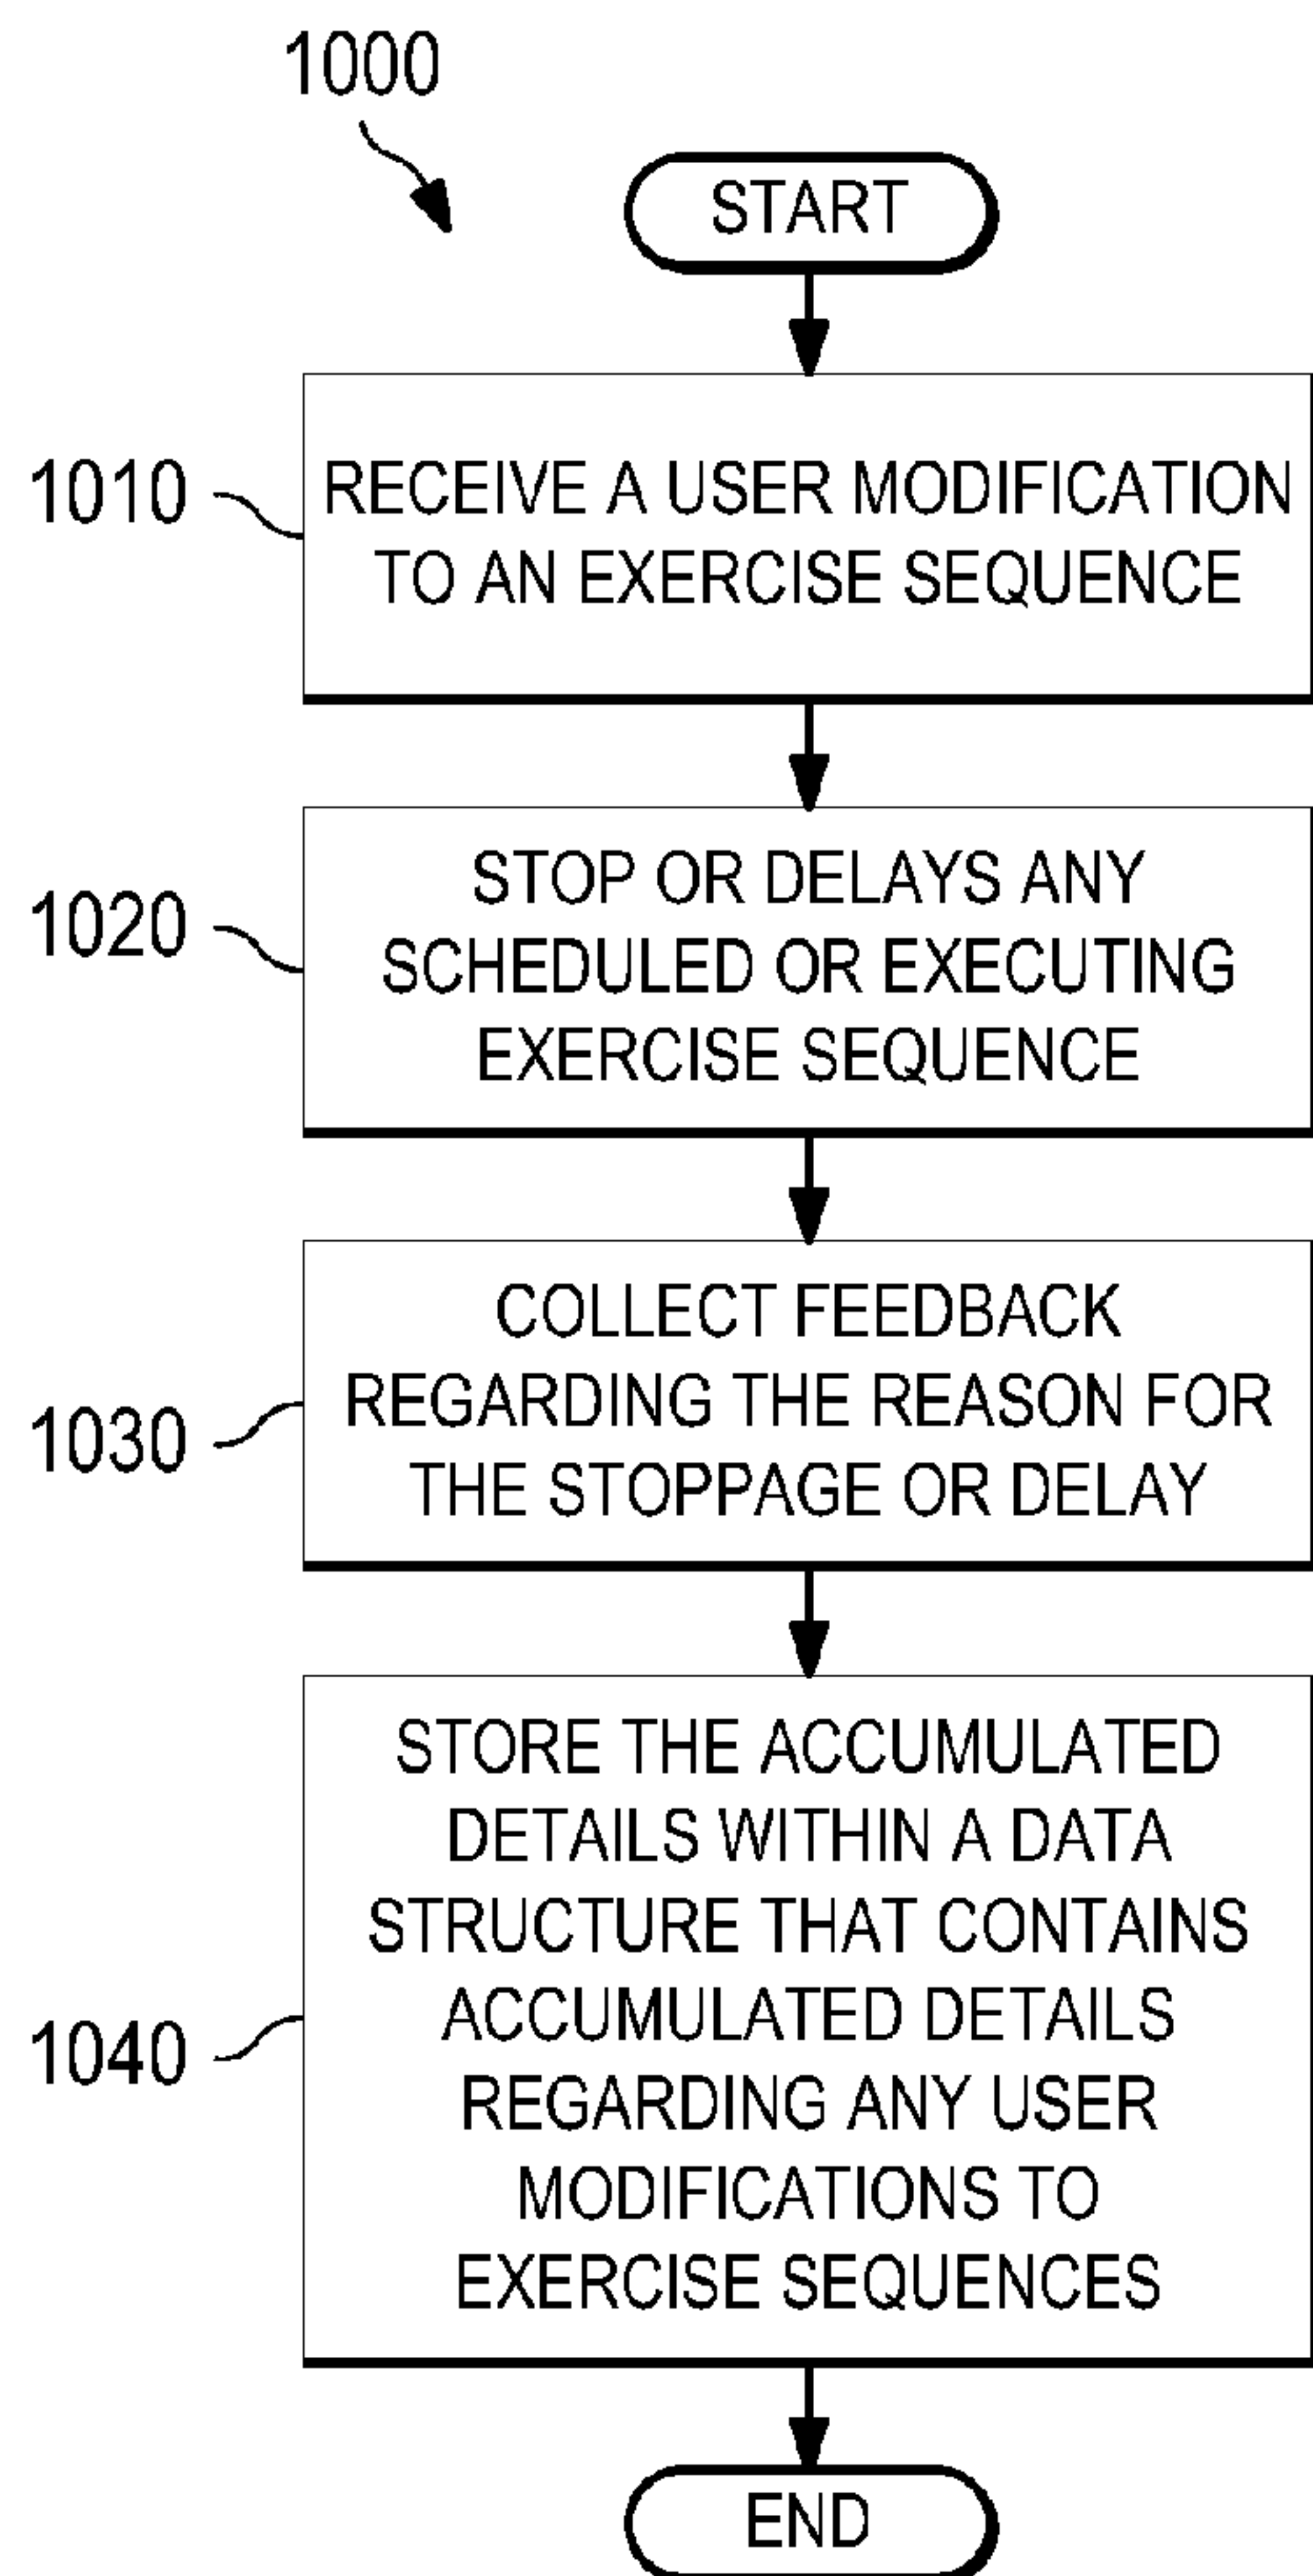 1000
START
1010
RECEIVE A USER MODIFICATION
TO AN EXERCISE SEQUENCE
1020
STOP OR DELAYS ANY
SCHEDULED OR EXECUTING
EXERCISE SEQUENCE
1030
COLLECT FEEDBACK
REGARDING THE REASON FOR
THE STOPPAGE OR DELAY
1040
STORE THE ACCUMULATED
DETAILS WITHIN A DATA
STRUCTURE THAT CONTAINS
ACCUMULATED DETAILS
REGARDING ANY USER
MODIFICATIONS TO
EXERCISE SEQUENCES
END